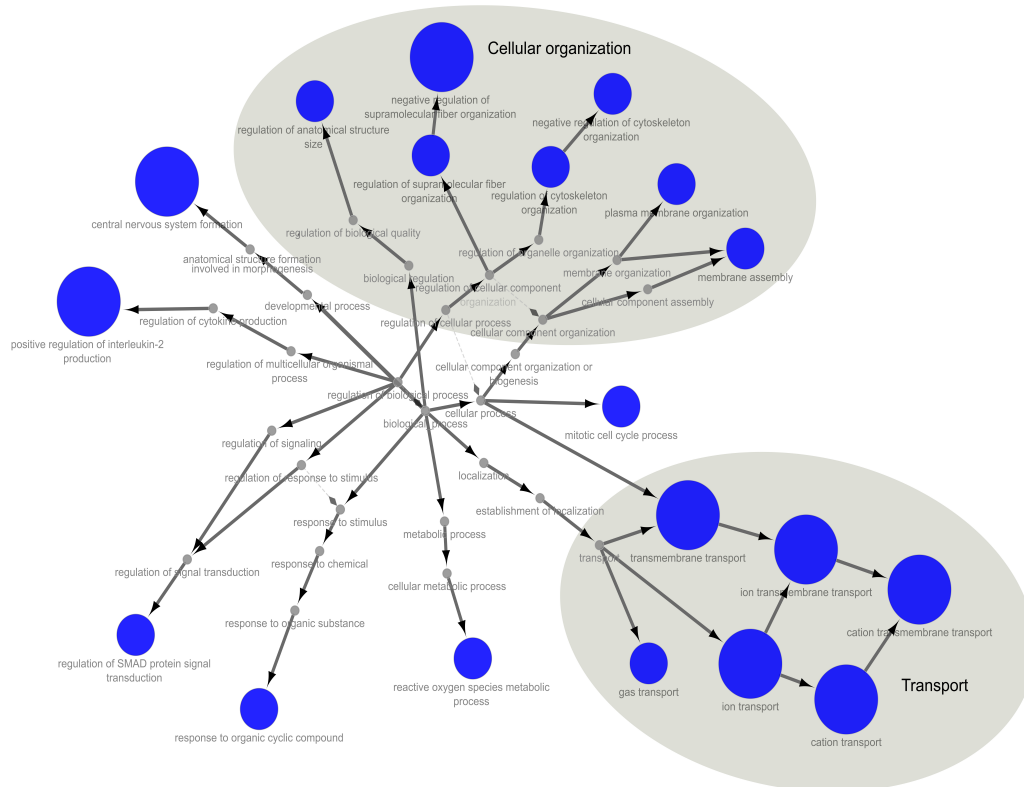 Cellular organization
negative regulation of
supramolecular fiber organization
regulation of anatomical structure
size
negative regulation of cytoskeleton
organization
regulation of supramolecular fiber
organization
regulation of cytoskeleton
organization
plasma membrane organization
central nervous system formation
regulation of biological quality
anatomical structure formation
involved in morphogenesis
regulation of organelle organization
membrane organization
membrane assembly
biological regulation
regulation of cellular component
organization
cellular component assembly
developmental process
regulation of cytokine production
regulation of cellular process
cellular component organization
positive regulation of interleukin-2
production
regulation of multicellular organismal
process
cellular component organization or
biogenesis
regulation of biological process
biological process
cellular process
mitotic cell cycle process
regulation of signaling
regulation of response to stimulus
localization
establishment of localization
response to stimulus
metabolic process
transport
transmembrane transport
regulation of signal transduction
response to chemical
cellular metabolic process
ion transmembrane transport
response to organic substance
cation transmembrane transport
regulation of SMAD protein signal
transduction
reactive oxygen species metabolic
process
gas transport
ion transport
Transport
response to organic cyclic compound
cation transport